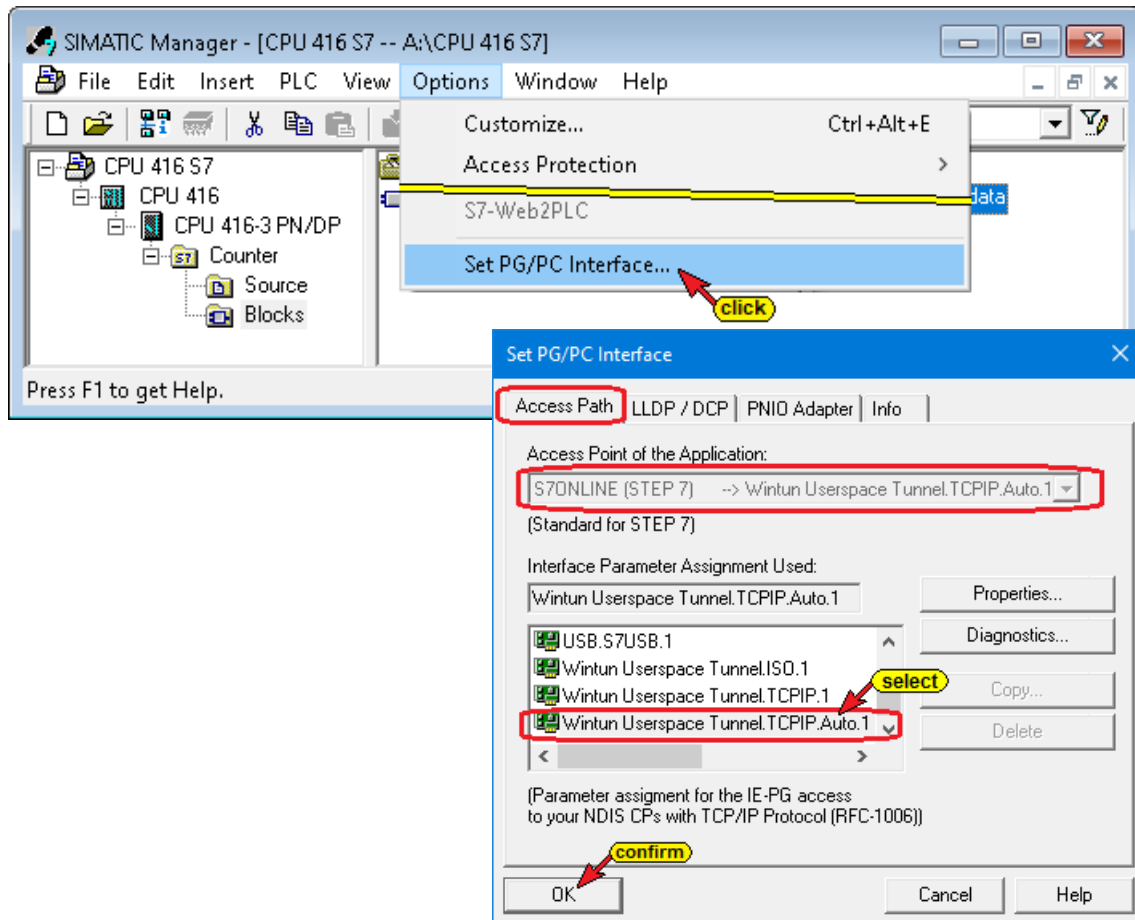 SIMATIC Manager - [CPU 416 S7 -- A:\CPU 416 S7]
File Edit Insert PLC View Options Window Help
Customize... Ctrl+Alt+E
Access Protection
S7-Web2PLC
Set PG/PC Interface...
click
CPU 416 S7
CPU 416
CPU 416-3 PN/DP
S7 Counter
Source
Blocks
data
Press F1 to get Help.
Set PG/PC Interface
Access Path LLDP / DCP PNIO Adapter Info
Access Point of the Application:
S7ONLINE (STEP 7) --> Wintun Userspace Tunnel.TCPIP.Auto.1
(Standard for STEP 7)
Interface Parameter Assignment Used:
Wintun Userspace Tunnel.TCPIP.Auto.1
Properties...
USB.S7USB.1
Diagnostics...
Wintun Userspace Tunnel.ISO.1
select
Wintun Userspace Tunnel.TCPIP.1
Copy...
Wintun Userspace Tunnel.TCPIP.Auto.1
Delete
(Parameter assigment for the IE-PG access
to your NDIS CPs with TCP/IP Protocol (RFC-1006))
confirm
OK Cancel Help